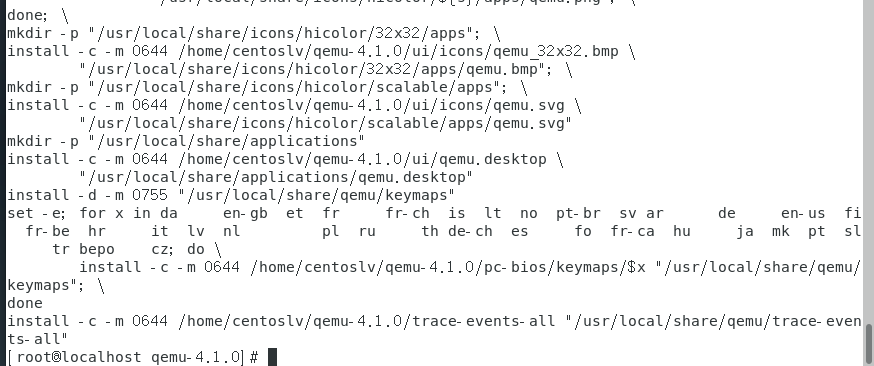 "/usr/local/share/icons/hicolor/${s}/apps/qemu.png"; \
done; \
mkdir -p "/usr/local/share/icons/hicolor/32x32/apps"; \
install -c -m 0644 /home/centoslv/qemu-4.1.0/ui/icons/qemu_32x32.bmp \
"/usr/local/share/icons/hicolor/32x32/apps/qemu.bmp"; \
mkdir -p "/usr/local/share/icons/hicolor/scalable/apps"; \
install -c -m 0644 /home/centoslv/qemu-4.1.0/ui/icons/qemu.svg \
"/usr/local/share/icons/hicolor/scalable/apps/qemu.svg"
mkdir -p "/usr/local/share/applications"
install -c -m 0644 /home/centoslv/qemu-4.1.0/ui/qemu.desktop \
"/usr/local/share/applications/qemu.desktop"
install -d -m 0755 "/usr/local/share/qemu/keymaps"
set -e; for x in da en-gb et fr fr-ch is lt no pt-br sv ar de en-us fi
fr-be hr it lv nl pl ru th de-ch es fo fr-ca hu ja mk pt sl
tr bepo cz; do \
install -c -m 0644 /home/centoslv/qemu-4.1.0/pc-bios/keymaps/$x "/usr/local/share/qemu/
keymaps"; \
done
install -c -m 0644 /home/centoslv/qemu-4.1.0/trace-events-all "/usr/local/share/qemu/trace-even
ts-all"
[root@localhost qemu-4.1.0]#